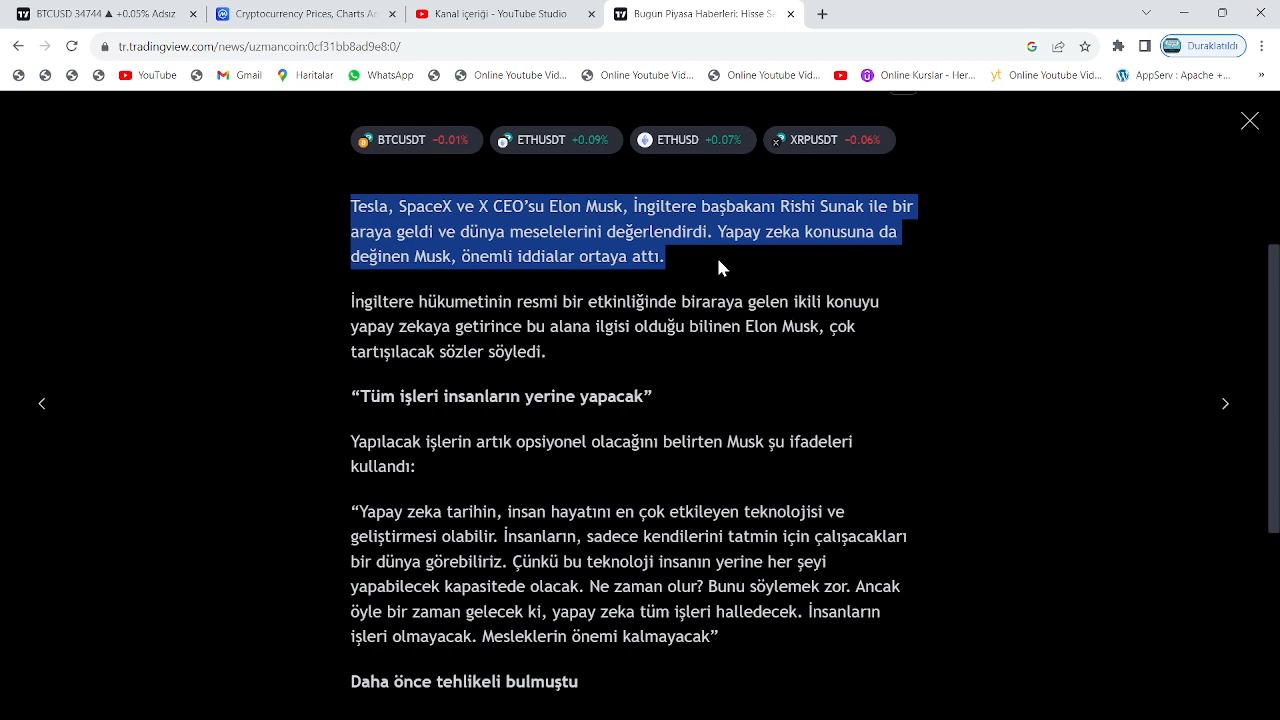 BTCUSD 34744 ▲ +0.05% Adsız
Cryptocurrency Prices, Charts An
Kanal içeriği - YouTube Studio
Bugün Piyasa Haberleri: Hisse Se
tr.tradingview.com/news/uzmancoin:0cf31bb8ad9e8:0/
Duraklatıldı
YouTube
Gmail
Haritalar
WhatsApp
Online Youtube Vid...
Online Youtube Vid...
Online Youtube Vid...
Online Kurslar - Her...
yt Online Youtube Vid...
AppServ : Apache +...
»
BTCUSDT −0.01%
ETHUSDT +0.09%
ETHUSD +0.07%
XRPUSDT −0.06%
Tesla, SpaceX ve X CEO’su Elon Musk, İngiltere başbakanı Rishi Sunak ile bir
araya geldi ve dünya meselelerini değerlendirdi. Yapay zeka konusuna da
değinen Musk, önemli iddialar ortaya attı.
İngiltere hükumetinin resmi bir etkinliğinde biraraya gelen ikili konuyu
yapay zekaya getirince bu alana ilgisi olduğu bilinen Elon Musk, çok
tartışılacak sözler söyledi.
“Tüm işleri insanların yerine yapacak”
Yapılacak işlerin artık opsiyonel olacağını belirten Musk şu ifadeleri
kullandı:
“Yapay zeka tarihin, insan hayatını en çok etkileyen teknolojisi ve
geliştirmesi olabilir. İnsanların, sadece kendilerini tatmin için çalışacakları
bir dünya görebiliriz. Çünkü bu teknoloji insanın yerine her şeyi
yapabilecek kapasitede olacak. Ne zaman olur? Bunu söylemek zor. Ancak
öyle bir zaman gelecek ki, yapay zeka tüm işleri halledecek. İnsanların
işleri olmayacak. Mesleklerin önemi kalmayacak”
Daha önce tehlikeli bulmuştu